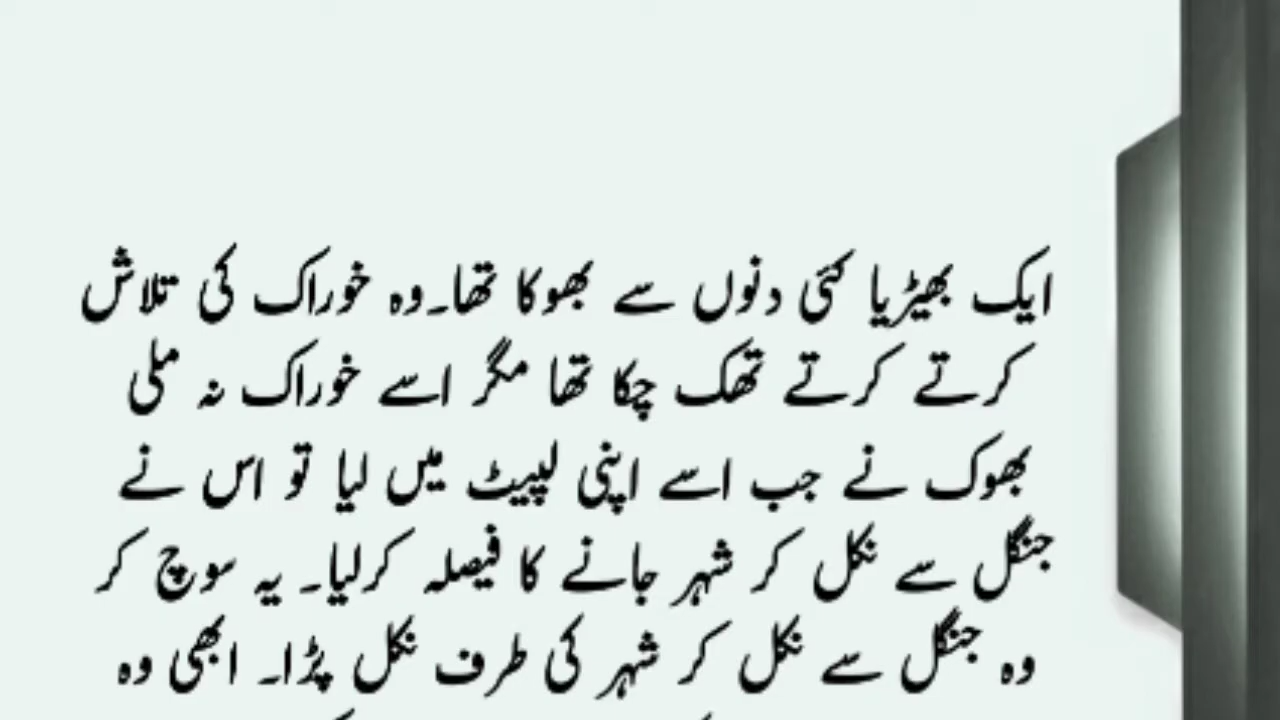 ایک بھیڑیا کئی دنوں سے بھوکا تھا۔وہ خوراک کی تلاش
کرتے کرتے تھک چکا تھا مگر اسے خوراک نہ ملی
بھوک نے جب اسے اپنی لپیٹ میں لیا تو اس نے
جنگل سے نکل کر شہر جانے کا فیصلہ کرلیا۔ یہ سوچ کر
وہ جنگل سے نکل کر شہر کی طرف نکل پڑا۔ ابھی وہ